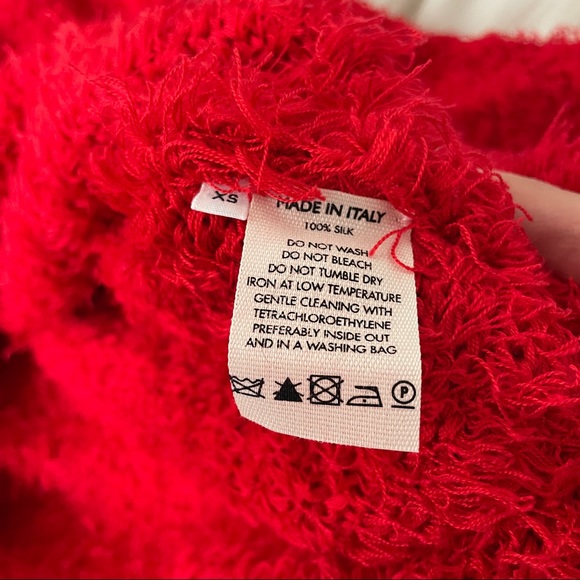 XS
MADE IN ITALY
100% SILK
DO NOT WASH
DO NOT BLEACH
DO NOT TUMBLE DRY
IRON AT LOW TEMPERATURE
GENTLE CLEANING WITH
TETRACHLOROETHYLENE
PREFERABLY INSIDE OUT
AND IN A WASHING BAG
P